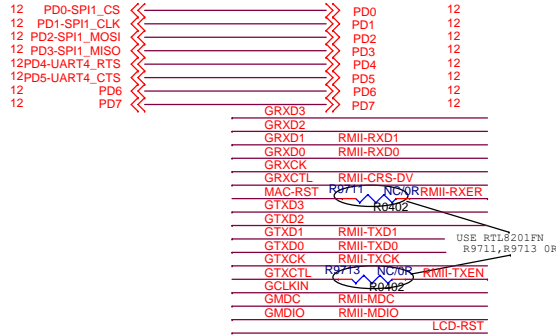 12 PD0-SPI1_CS PD0 12
12 PD1-SPI1_CLK PD1 12
12 PD2-SPI1_MOSI PD2 12
12 PD3-SPI1_MISO PD3 12
12 PD4-UART4_RTS PD4 12
12 PD5-UART4_CTS PD5 12
12 PD6 PD6 12
12 PD7 PD7 12
GRXD3
GRXD2
GRXD1 RMII-RXD1
GRXD0 RMII-RXD0
GRXCK
GRXCTL RMII-CRS-DV
MAC-RST R9711 NC/0R RMII-RXER
GTXD3 R0402
GTXD2
GTXD1 RMII-TXD1 USE RTL8201FN
GTXD0 RMII-TXD0 R9711,R9713 0R
GTXCK RMII-TXCK
GTXCTL R9713 NC/0R RMII-TXEN
GCLKIN R0402
GMDC RMII-MDC
GMDIO RMII-MDIO
LCD-RST